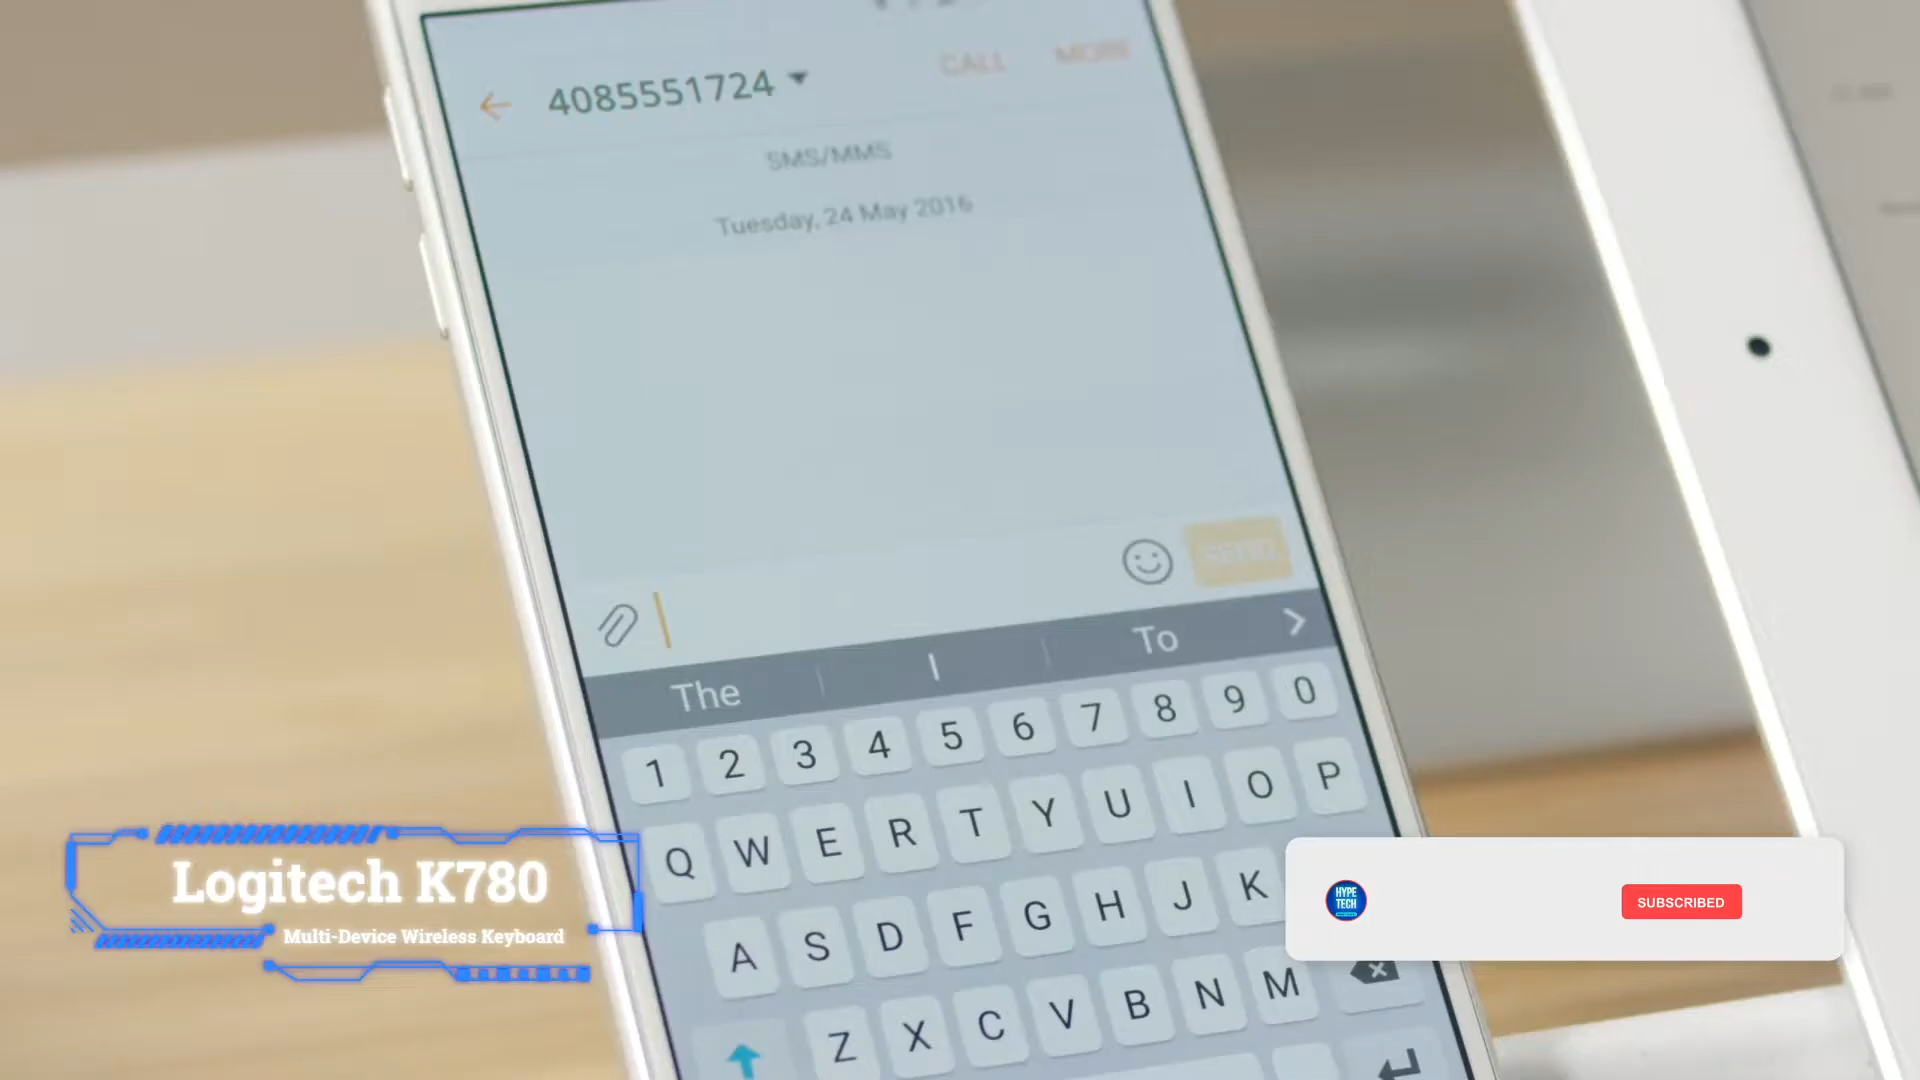 CALL MORE
4085551724
SMS/MMS
Tuesday, 24 May 2016
SEND
The I To
1 2 3 4 5 6 7 8 9 0
Q W E R T Y U I O P
A S D F G H J K
Z X C V B N M
Logitech K780
Multi-Device Wireless Keyboard
HYPE
TECH
SUBSCRIBED